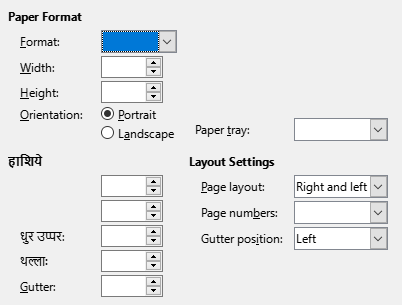 Paper Format
Format:
Width:
Height:
Orientation: Portrait
Landscape
Paper tray:
हाशिये
Layout Settings
Page layout: Right and left
Page numbers:
धुर उप्पर:
Gutter position: Left
थल्लाः
Gutter: